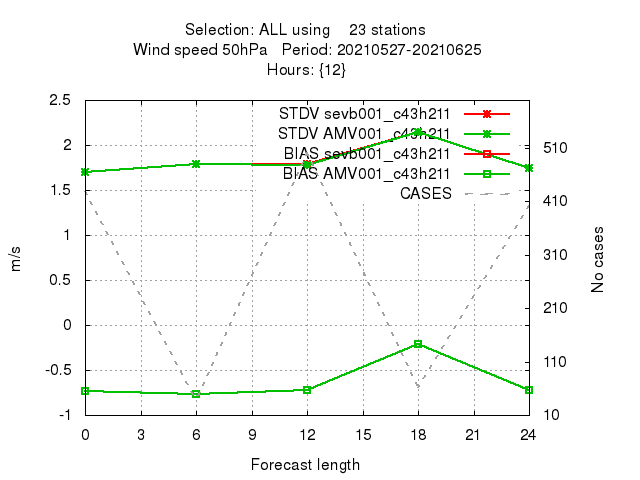 Selection: ALL using 23 stations
Wind speed 50hPa Period: 20210527-20210625
Hours: {12}
STDV sevb001_c43h211
STDV AMV001_c43h211
BIAS sevb001_c43h211
BIAS AMV001_c43h211
CASES
2.5
2
1.5
1
0.5
0
-0.5
-1
m/s
510
410
310
210
110
10
No cases
0 3 6 9 12 15 18 21 24
Forecast length